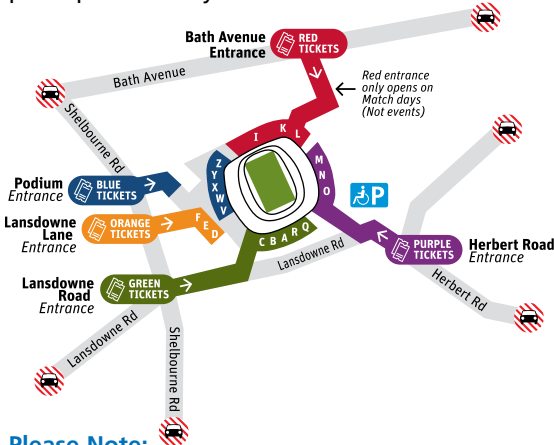 Bath Avenue
Entrance
RED
TICKETS
Bath Avenue
Red entrance
only opens on
Match days
(Not events)
Shelbourne Rd
I K L
Z
Y
X
W
V
M
N
O
P
Podium
Entrance
BLUE
TICKETS
Lansdowne
Lane
Entrance
ORANGE
TICKETS
F
E
D
C B A R Q
Lansdowne Rd
PURPLE
TICKETS
Herbert Road
Entrance
Lansdowne
Road
Entrance
GREEN
TICKETS
Herbert Rd
Lansdowne Rd
Shelbourne Rd
Please Note: